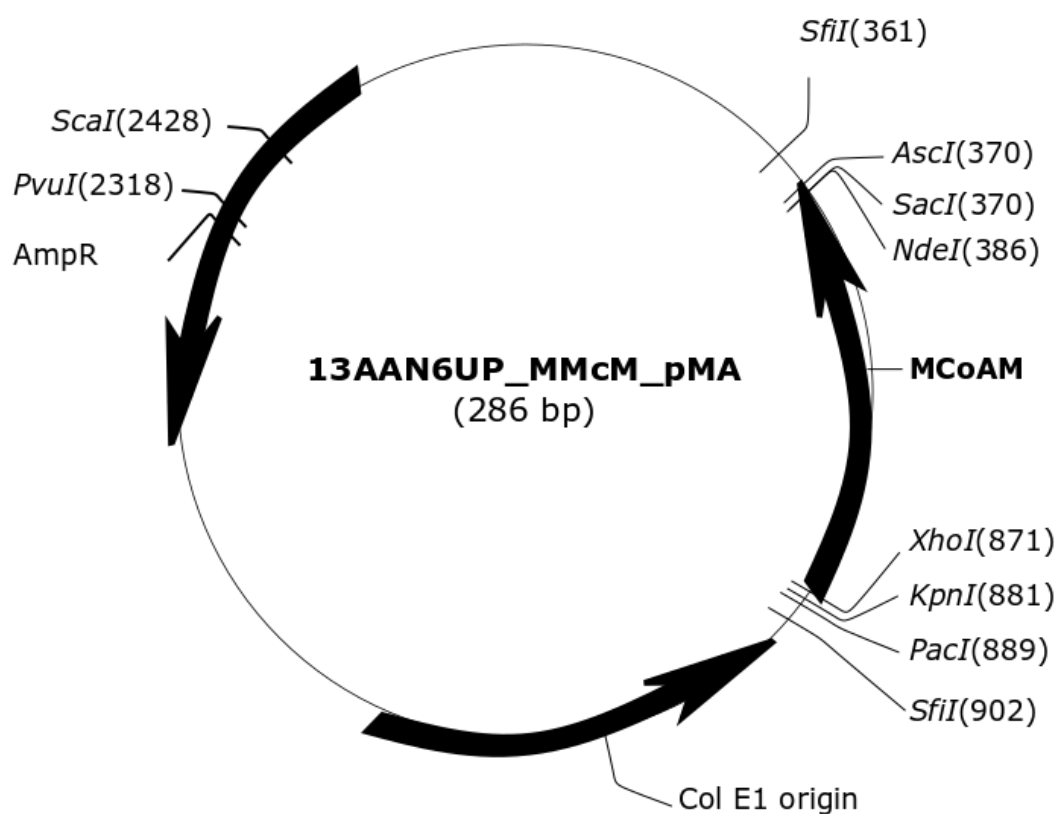 SfiI(361)
ScaI(2428)
AscI(370)
PvuI(2318)
SacI(370)
AmpR
NdeI(386)
13AAN6UP_MMcM_pMA
(286 bp)
MCoAM
XhoI(871)
KpnI(881)
PacI(889)
SfiI(902)
Col E1 origin